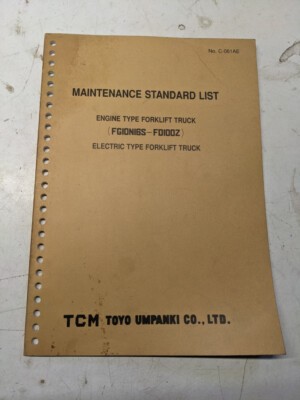 No. C-361AE
MAINTENANCE STANDARD LIST
ENGINE TYPE FORKLIFT TRUCK
(FG10N16S-FD100Z)
ELECTRIC TYPE FORKLIFT TRUCK
TCM TOYO UMPANKI CO., LTD.